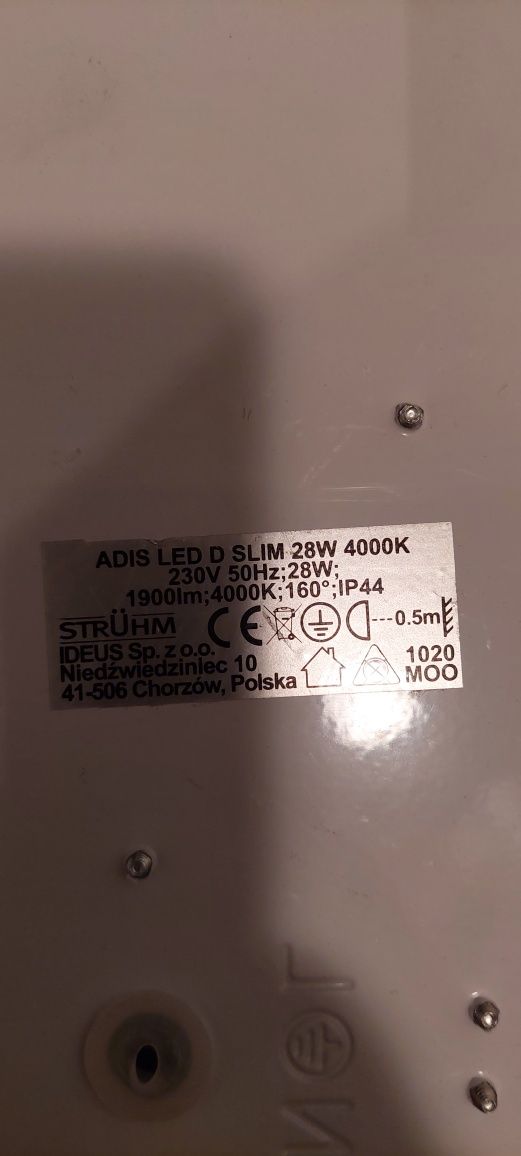 ADIS LED D SLIM 28W 4000K
230V 50Hz;28W;
1900lm;4000K;160°;IP44
STRÜHM CE ---0.5m
IDEUS Sp. z o.o.
Niedźwiedziniec 10
41-506 Chorzów, Polska
1020
MOO
L
N